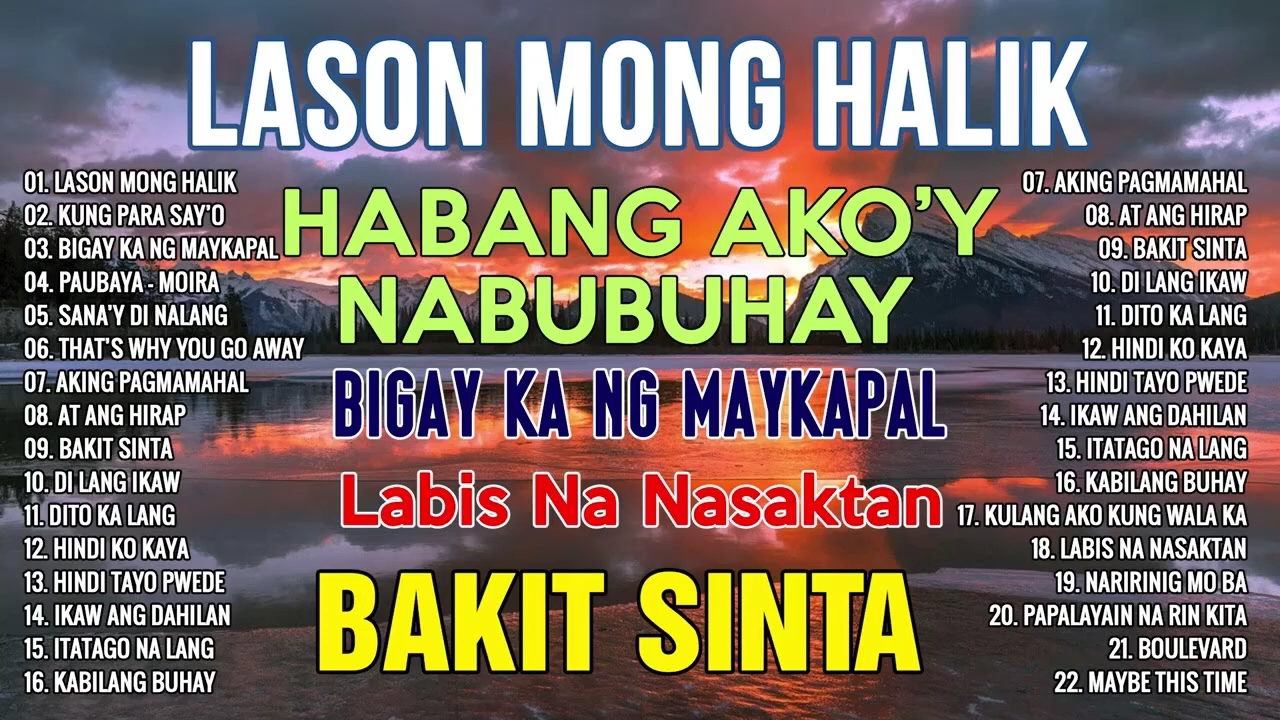 LASON MONG HALIK
HABANG AKO'Y
NABUBUHAY
BIGAY KA NG MAYKAPAL
Labis Na Nasaktan
BAKIT SINTA
01. LASON MONG HALIK
02. KUNG PARA SAY'O
03. BIGAY KA NG MAYKAPAL
04. PAUBAYA - MOIRA
05. SANA'Y DI NALANG
06. THAT'S WHY YOU GO AWAY
07. AKING PAGMAMAHAL
08. AT ANG HIRAP
09. BAKIT SINTA
10. DI LANG IKAW
11. DITO KA LANG
12. HINDI KO KAYA
13. HINDI TAYO PWEDE
14. IKAW ANG DAHILAN
15. ITATAGO NA LANG
16. KABILANG BUHAY
07. AKING PAGMAMAHAL
08. AT ANG HIRAP
09. BAKIT SINTA
10. DI LANG IKAW
11. DITO KA LANG
12. HINDI KO KAYA
13. HINDI TAYO PWEDE
14. IKAW ANG DAHILAN
15. ITATAGO NA LANG
16. KABILANG BUHAY
17. KULANG AKO KUNG WALA KA
18. LABIS NA NASAKTAN
19. NARIRINIG MO BA
20. PAPALAYAIN NA RIN KITA
21. BOULEVARD
22. MAYBE THIS TIME